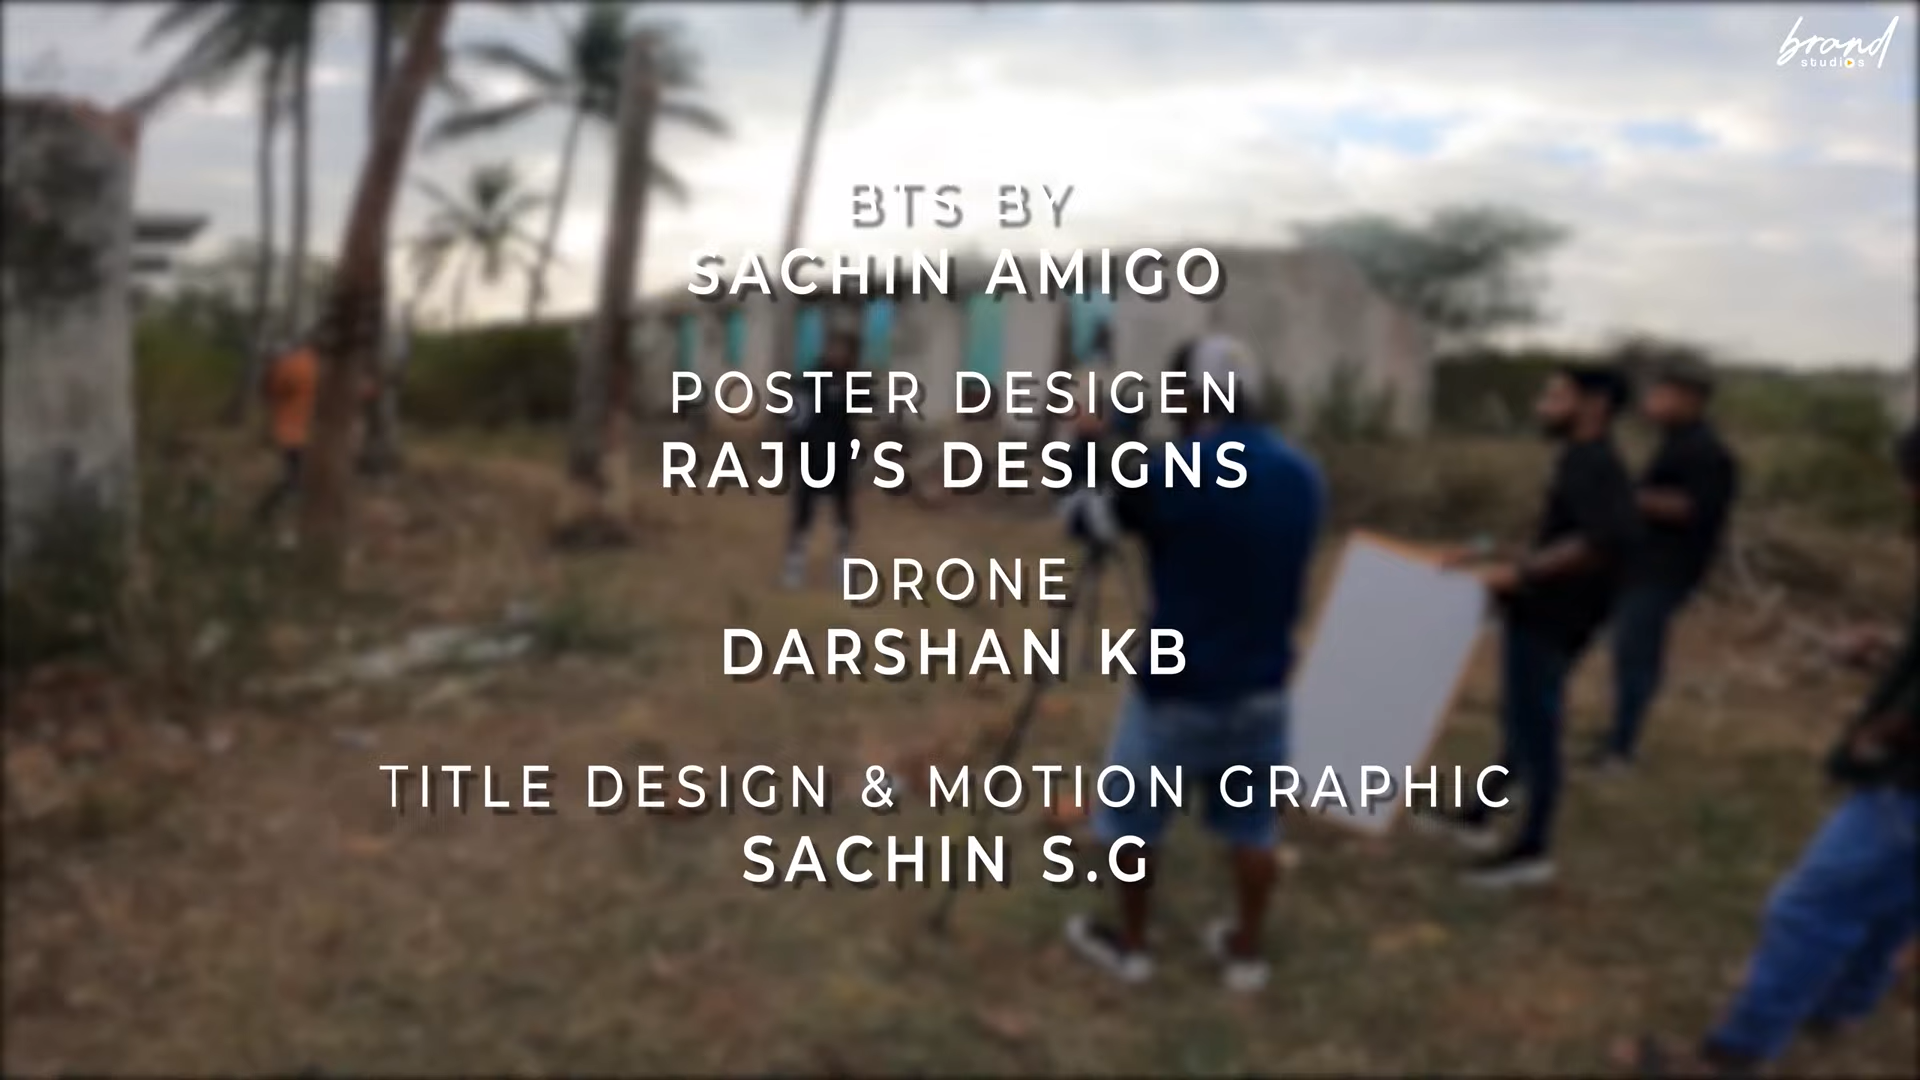 brand
studios
BTS BY
SACHIN AMIGO
POSTER DESIGEN
RAJU’S DESIGNS
DRONE
DARSHAN KB
TITLE DESIGN & MOTION GRAPHIC
SACHIN S.G